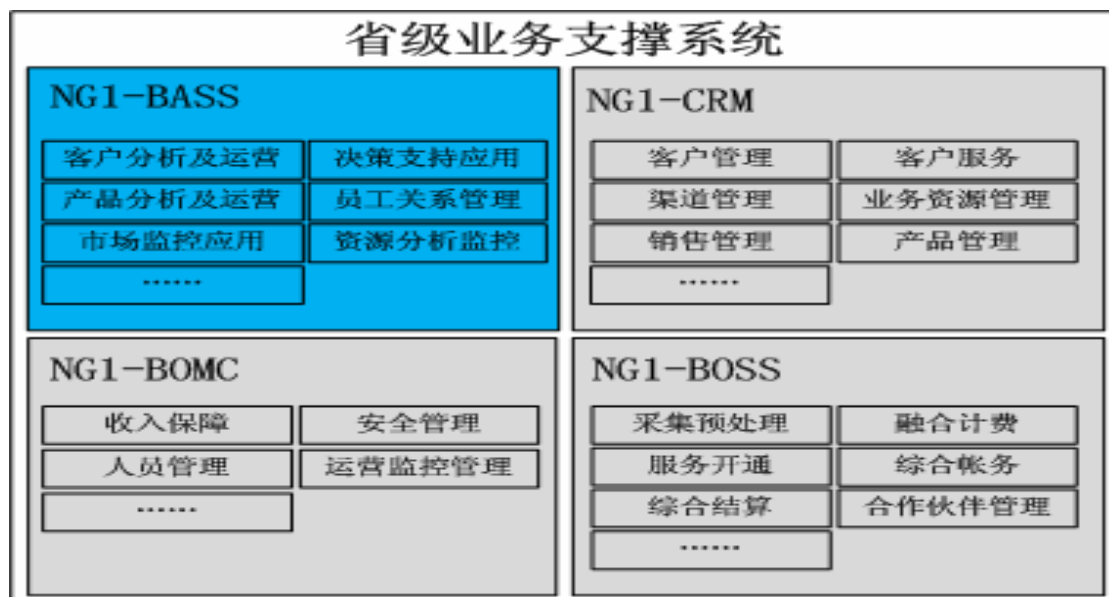 省级业务支撑系统
NG1-BASS
客户分析及运营 决策支持应用
产品分析及运营 员工关系管理
市场监控应用 资源分析监控
……
NG1-CRM
客户管理 客户服务
渠道管理 业务资源管理
销售管理 产品管理
……
NG1-BOMC
收入保障 安全管理
人员管理 运营监控管理
……
NG1-BOSS
采集预处理 融合计费
服务开通 综合帐务
综合结算 合作伙伴管理
……